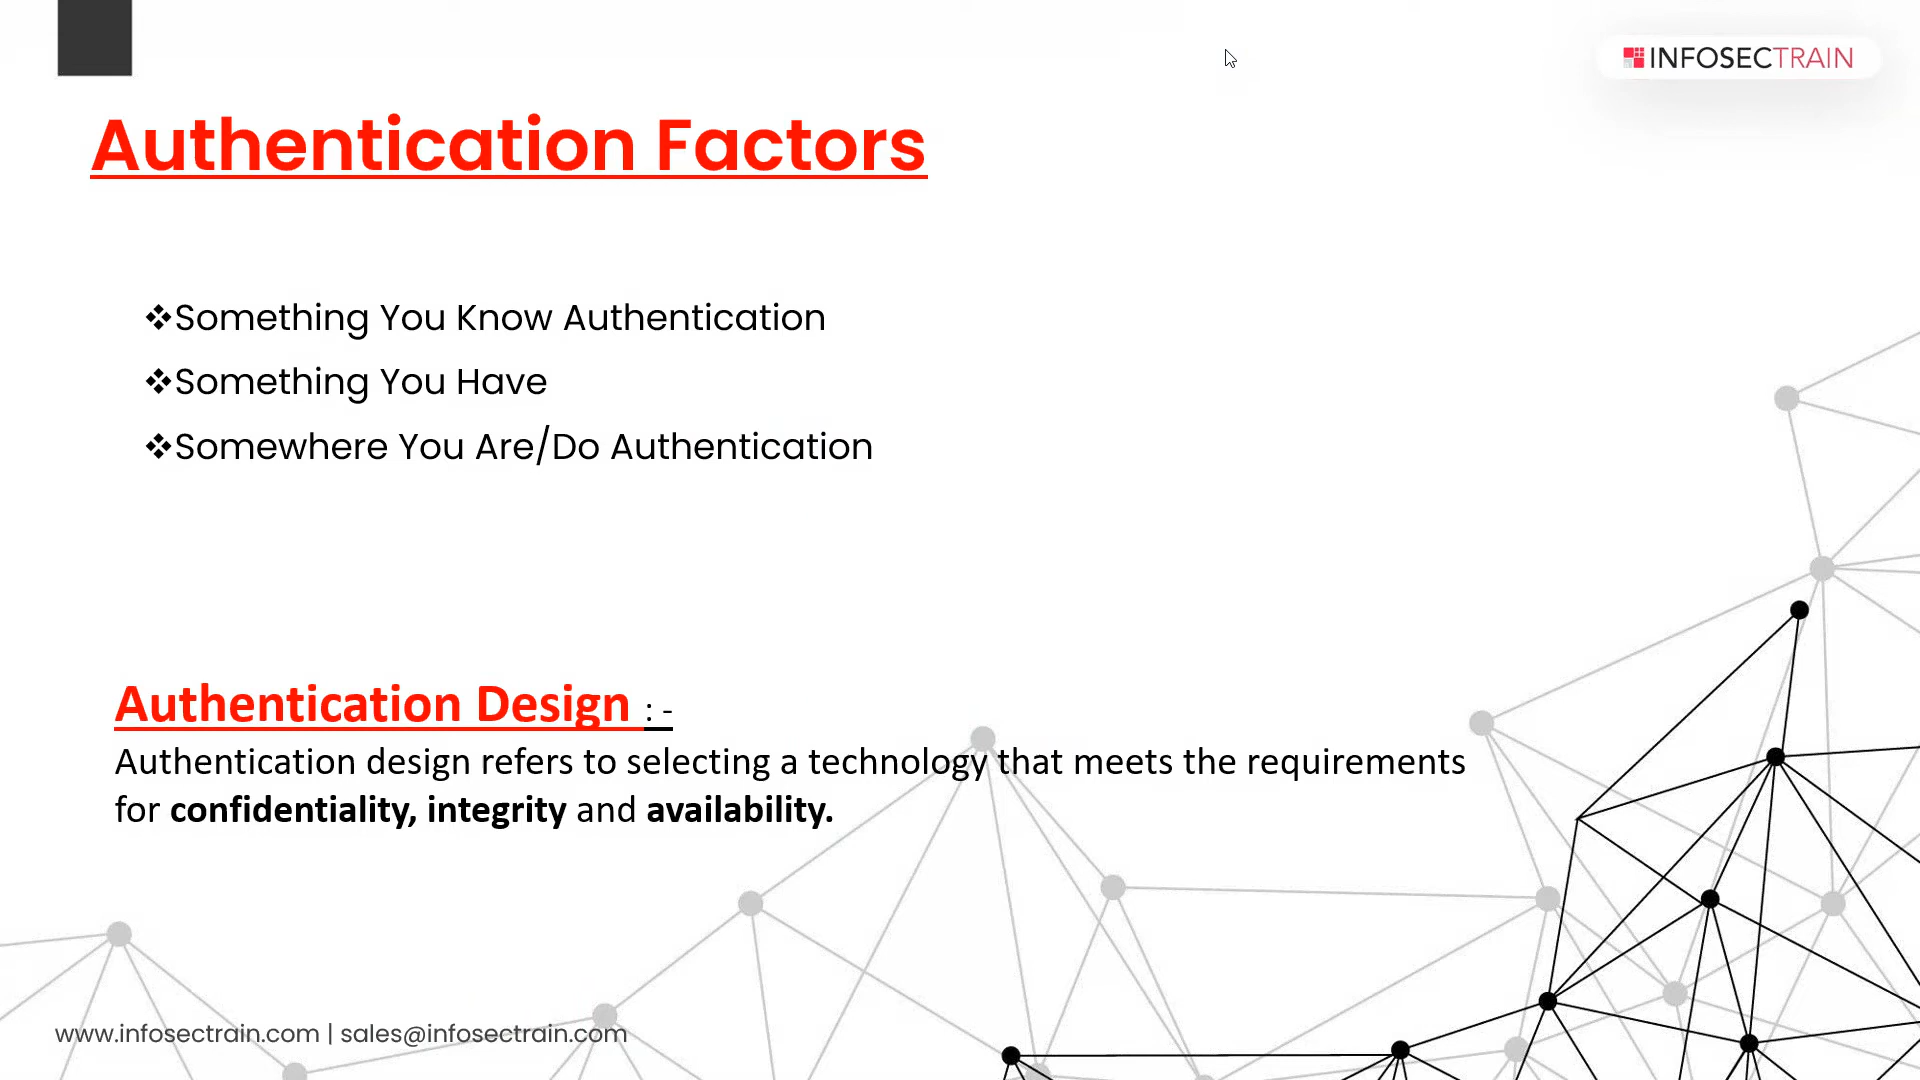 INFOSECTRAIN
Authentication Factors
❖Something You Know Authentication
❖Something You Have
❖Somewhere You Are/Do Authentication
Authentication Design : -
Authentication design refers to selecting a technology that meets the requirements
for confidentiality, integrity and availability.
www.infosectrain.com | sales@infosectrain.com